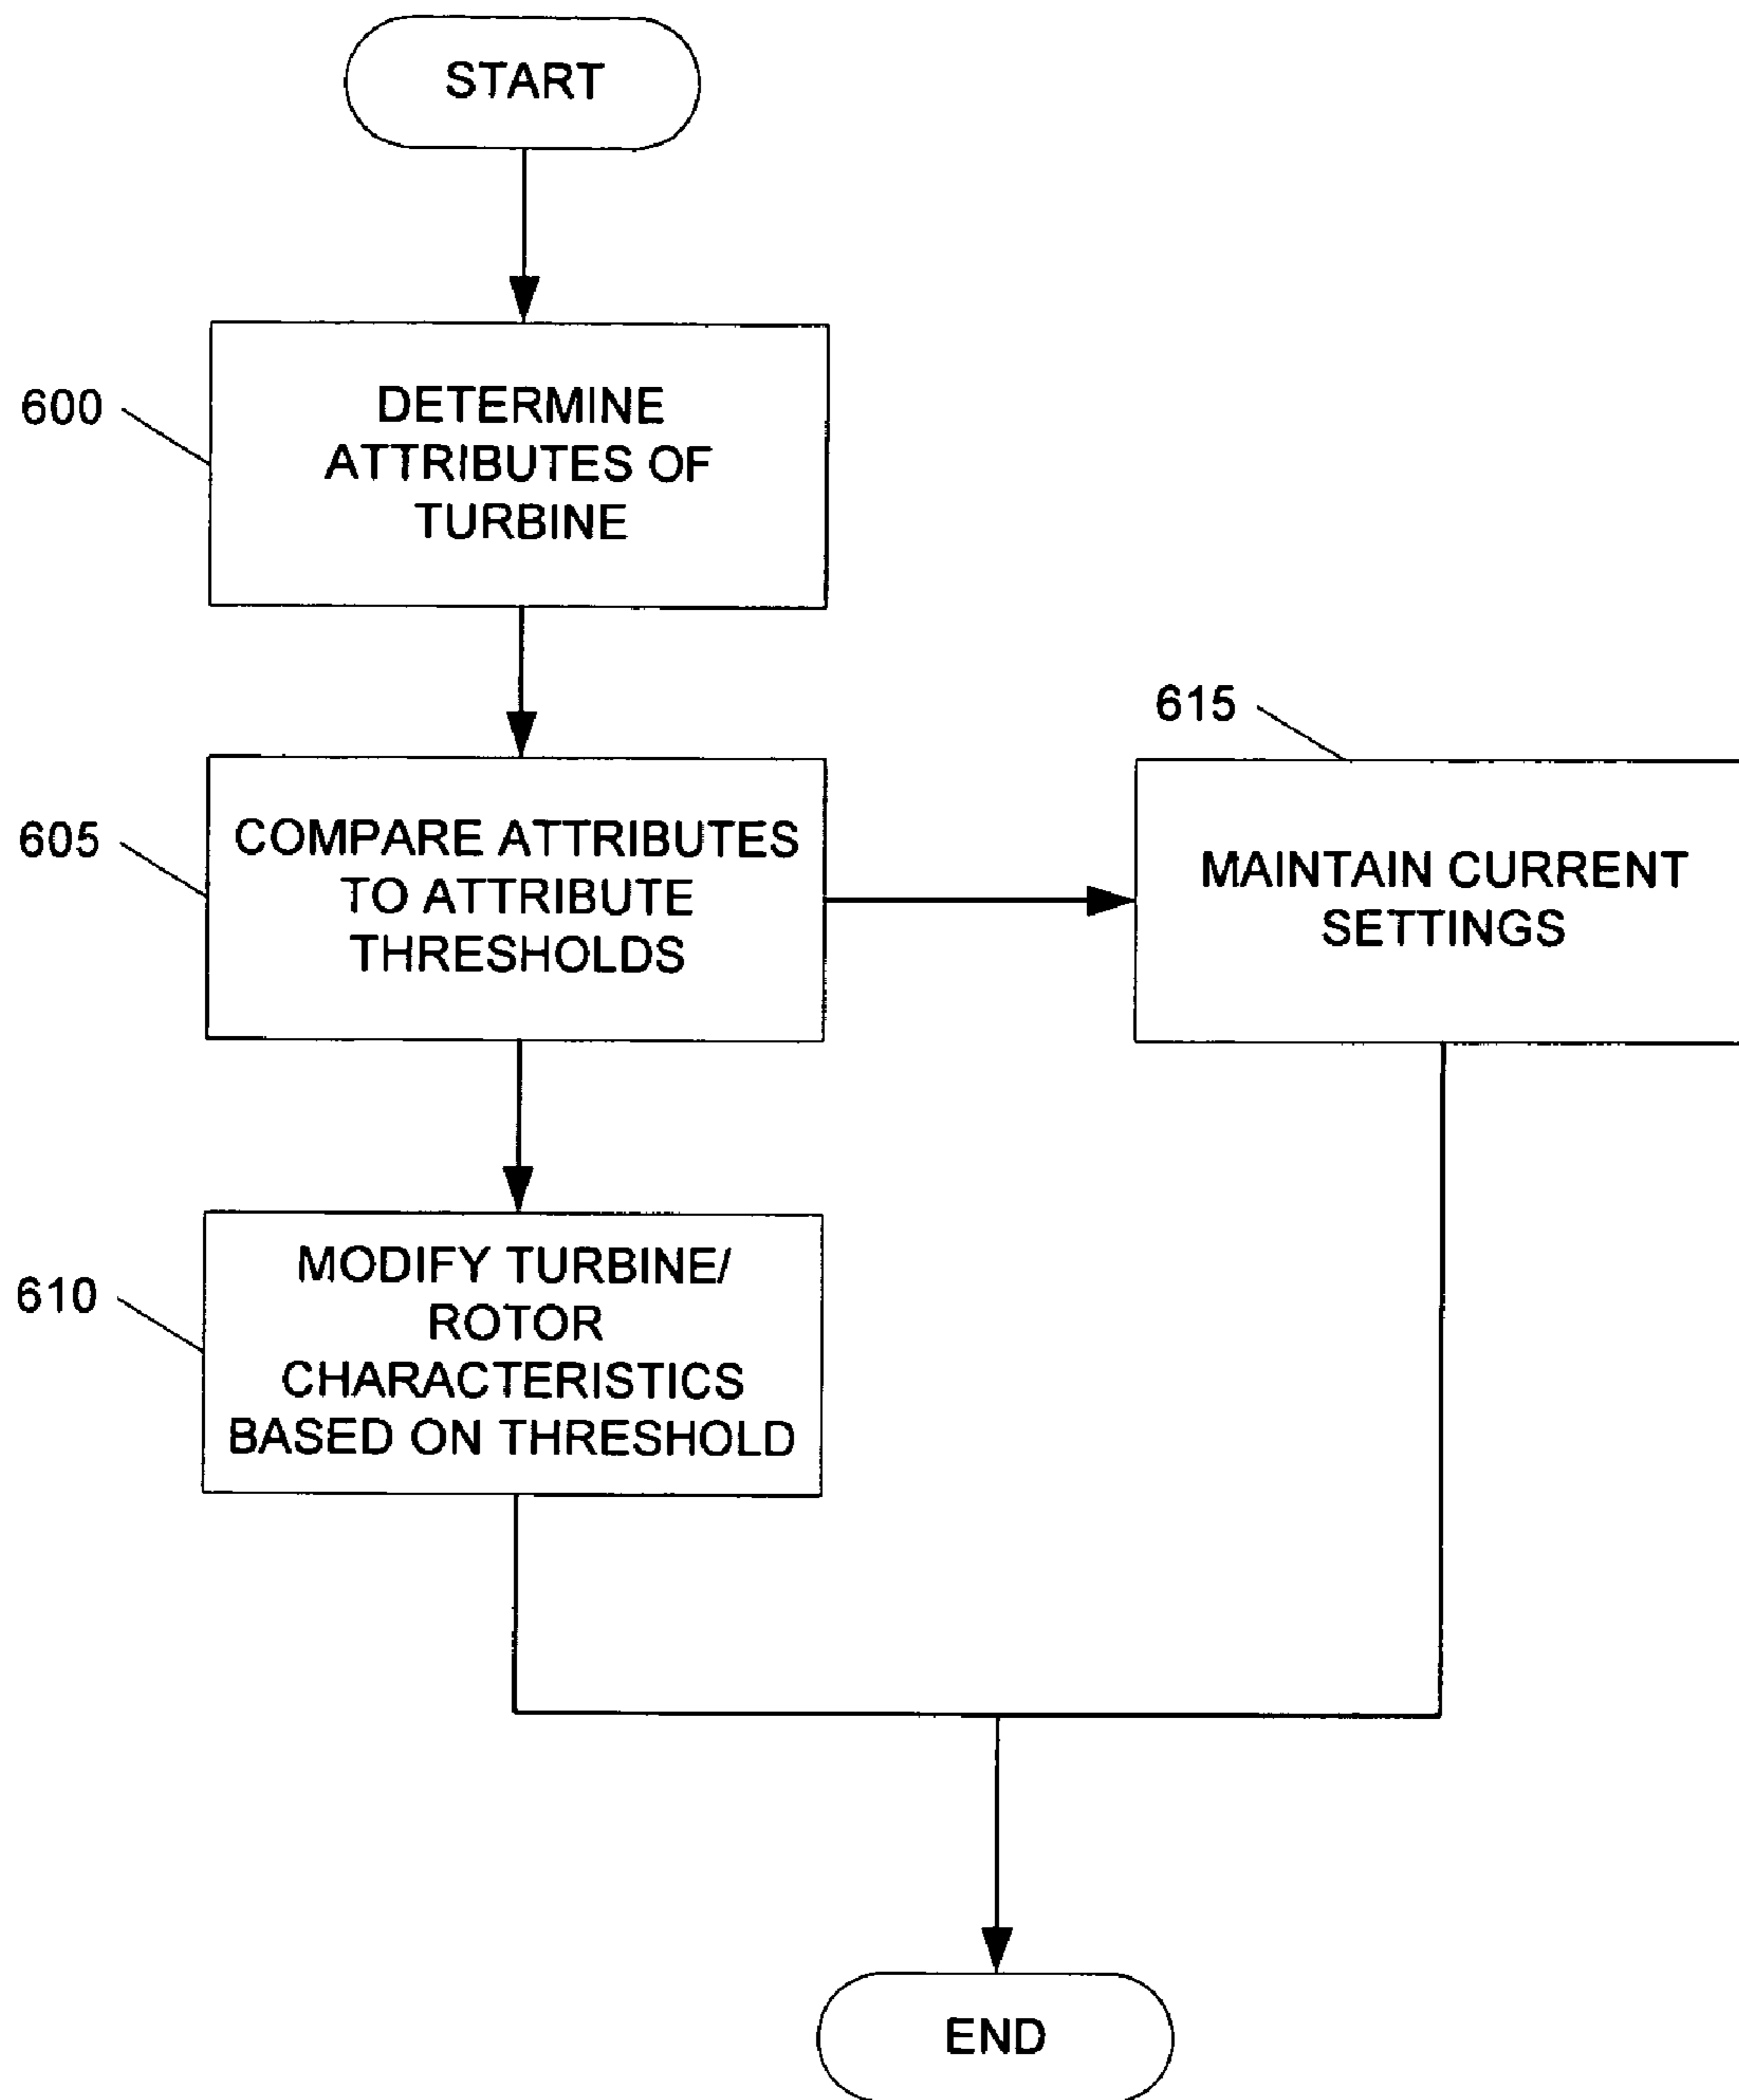 START
600
DETERMINE
ATTRIBUTES OF
TURBINE
605
COMPARE ATTRIBUTES
TO ATTRIBUTE
THRESHOLDS
615
MAINTAIN CURRENT
SETTINGS
610
MODIFY TURBINE/
ROTOR
CHARACTERISTICS
BASED ON THRESHOLD
END